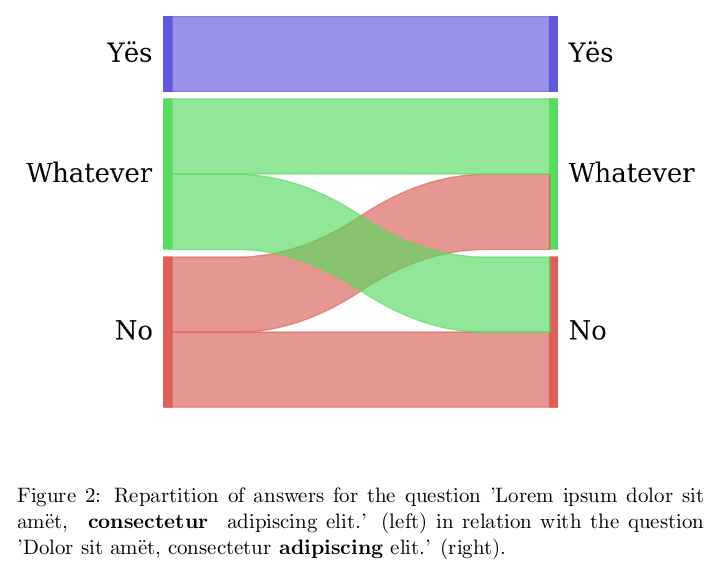 Yës Yës
Whatever Whatever
No No
Figure 2: Repartition of answers for the question 'Lorem ipsum dolor sit
amët, consectetur adipiscing elit.' (left) in relation with the question
'Dolor sit amët, consectetur adipiscing elit.' (right).